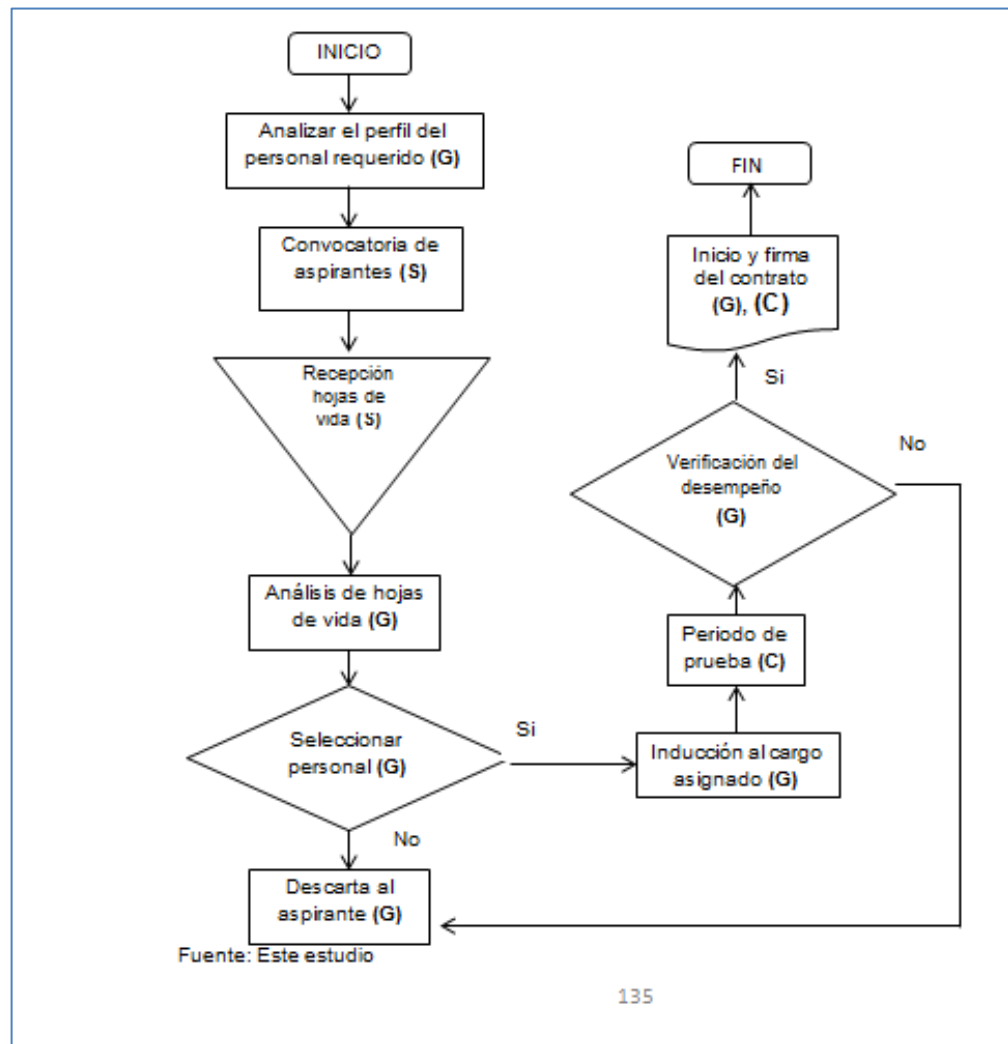 INICIO
Analizar el perfil del
personal requerido (G)
Convocatoria de
aspirantes (S)
Recepción
hojas de
vida (S)
Análisis de hojas
de vida (G)
Seleccionar
personal (G)
Si
No
Descarta al
aspirante (G)
Inducción al cargo
asignado (G)
Periodo de
prueba (C)
Verificación del
desempeño
(G)
No
Si
Inicio y firma
del contrato
(G), (C)
FIN
Fuente: Este estudio
135